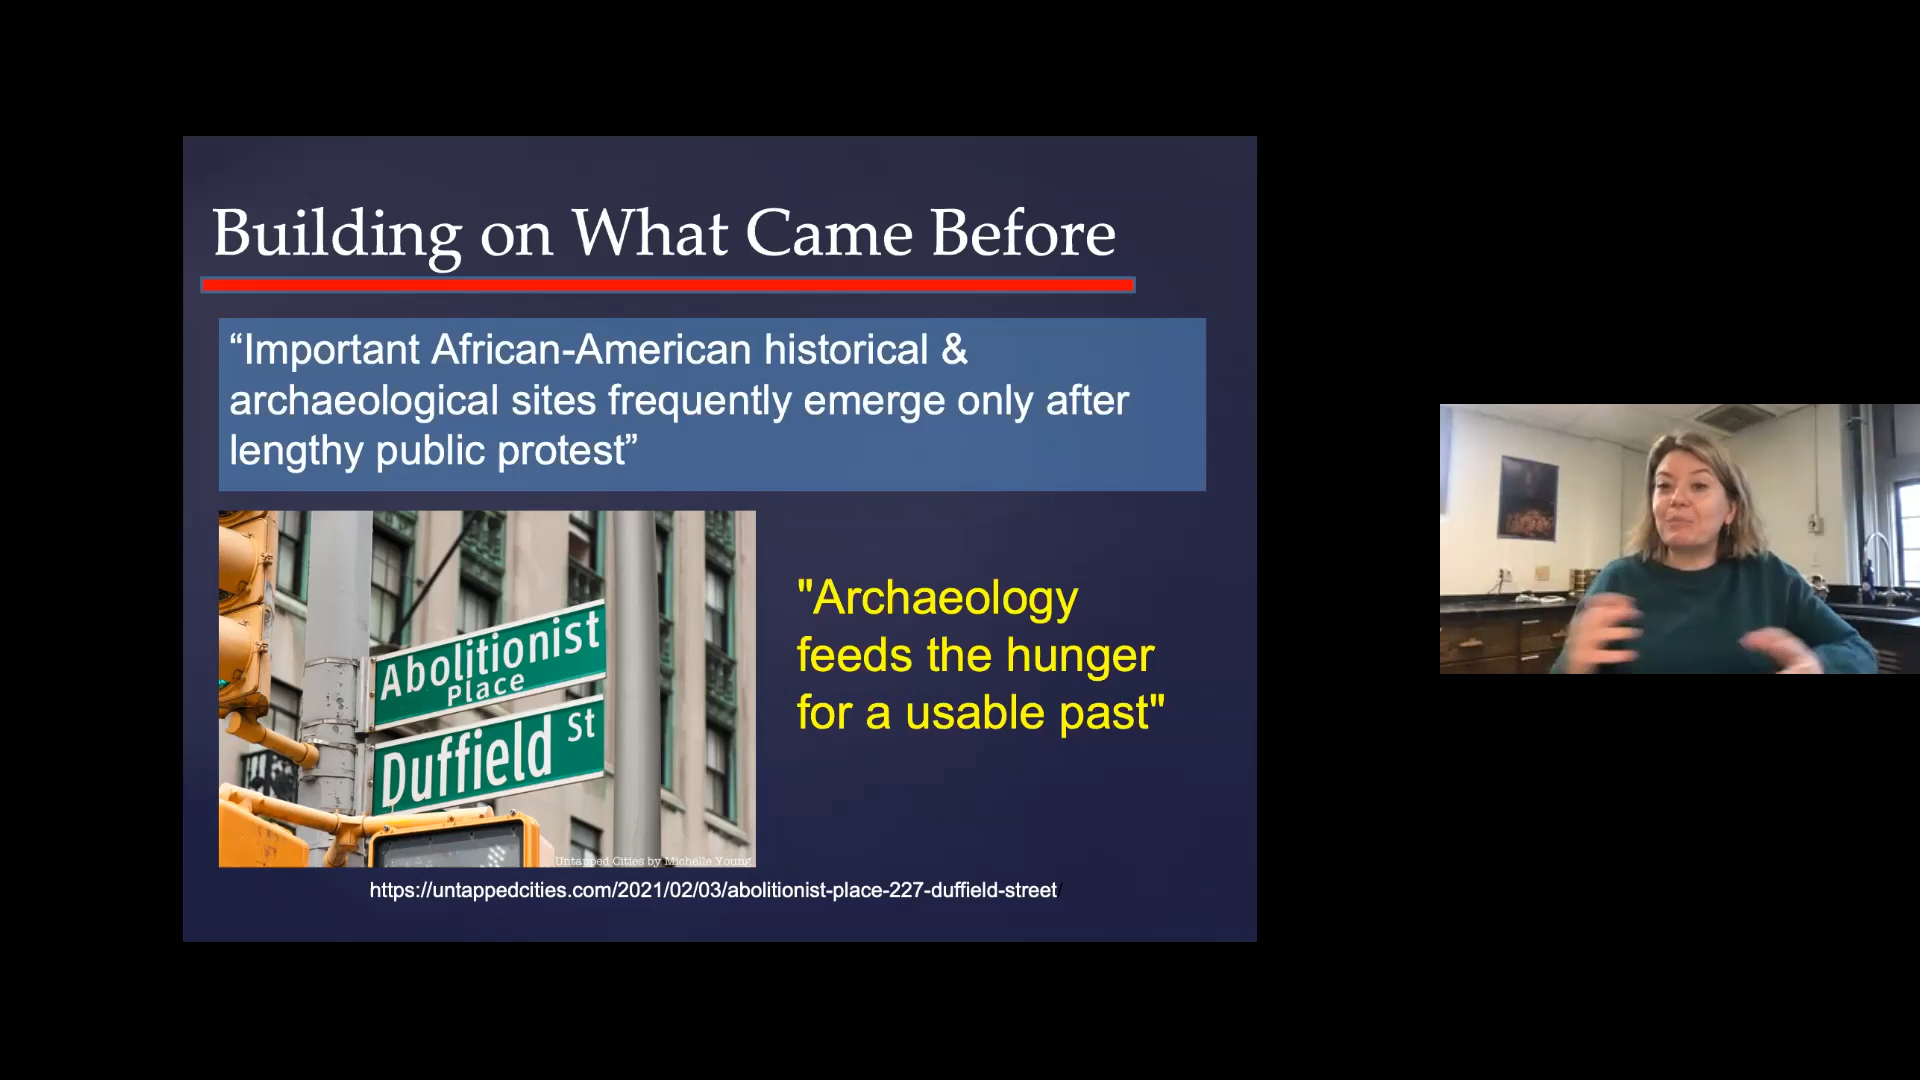 Building on What Came Before
“Important African-American historical &
archaeological sites frequently emerge only after
lengthy public protest”
Abolitionist
Place
Duffield St
Untapped Cities by Michelle Young
"Archaeology
feeds the hunger
for a usable past"
https://untappedcities.com/2021/02/03/abolitionist-place-227-duffield-street